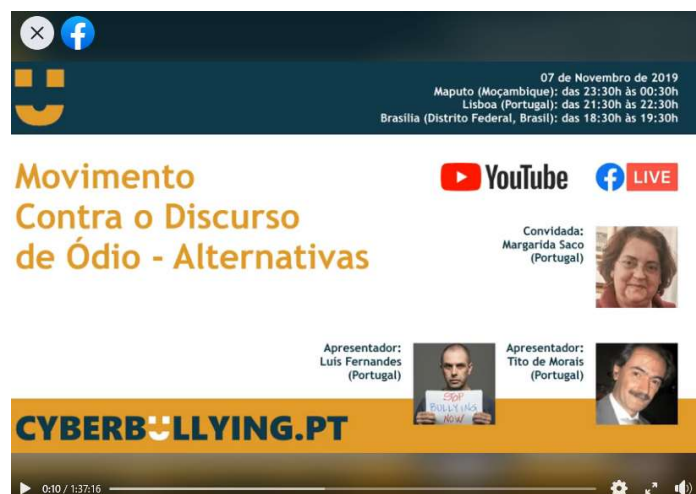 07 de Novembro de 2019
Maputo (Moçambique): das 23:30h às 00:30h
Lisboa (Portugal): das 21:30h às 22:30h
Brasília (Distrito Federal, Brasil): das 18:30h às 19:30h
Movimento
Contra o Discurso
de Ódio - Alternativas
YouTube
LIVE
Convidada:
Margarida Saco
(Portugal)
Apresentador:
Luís Fernandes
(Portugal)
STOP
BULLYING
NOW
Apresentador:
Tito de Morais
(Portugal)
CYBERBULLYING.PT
0:10 / 1:37:16